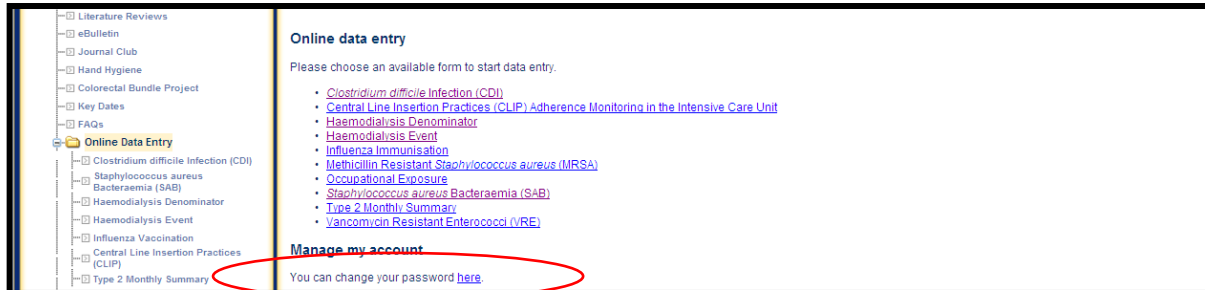 Literature Reviews
eBulletin
Journal Club
Hand Hygiene
Colorectal Bundle Project
Key Dates
FAQs
Online Data Entry
Clostridium difficile Infection (CDI)
Staphylococcus aureus
Bacteraemia (SAB)
Haemodialysis Denominator
Haemodialysis Event
Influenza Vaccination
Central Line Insertion Practices
(CLIP)
Type 2 Monthly Summary
Online data entry
Please choose an available form to start data entry.
Clostridium difficile Infection (CDI)
Central Line Insertion Practices (CLIP) Adherence Monitoring in the Intensive Care Unit
Haemodialysis Denominator
Haemodialysis Event
Influenza Immunisation
Methicillin Resistant Staphylococcus aureus (MRSA)
Occupational Exposure
Staphylococcus aureus Bacteraemia (SAB)
Type 2 Monthly Summary
Vancomycin Resistant Enterococci (VRE)
Manage my account
You can change your password here.